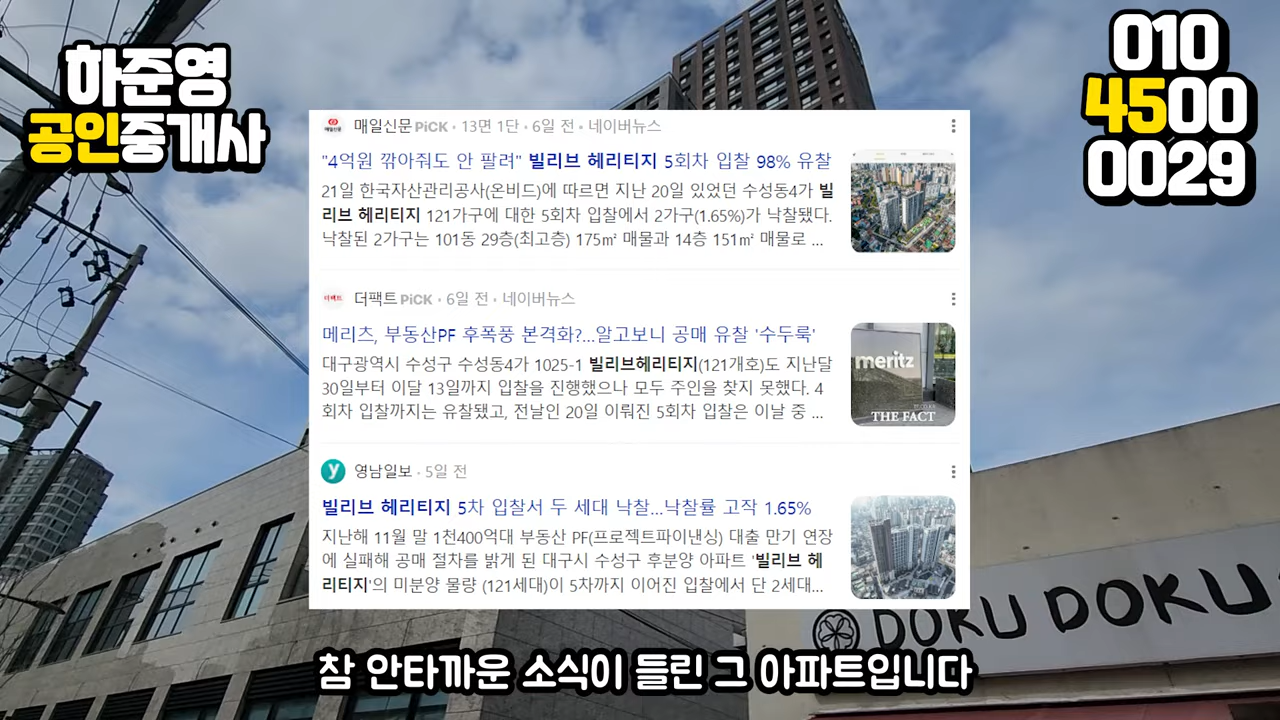 하준영
공인중개사
010
4500
0029
매일신문 PiCK · 13면 1단 · 6일 전 · 네이버뉴스
"4억원 깎아줘도 안 팔려" 빌리브 헤리티지 5회차 입찰 98% 유찰
21일 한국자산관리공사(온비드)에 따르면 지난 20일 있었던 수성동4가 빌
리브 헤리티지 121가구에 대한 5회차 입찰에서 2가구(1.65%)가 낙찰됐다.
낙찰된 2가구는 101동 29층(최고층) 175㎡ 매물과 14층 151㎡ 매물로 ...
더팩트 PiCK · 6일 전 · 네이버뉴스
메리츠, 부동산PF 후폭풍 본격화?...알고보니 공매 유찰 '수두룩'
대구광역시 수성구 수성동4가 1025-1 빌리브헤리티지(121개호)도 지난달
30일부터 이달 13일까지 입찰을 진행했으나 모두 주인을 찾지 못했다. 4
회차 입찰까지는 유찰됐고, 전날인 20일 이뤄진 5회차 입찰은 이날 중 ...
meritz
THE FACT
영남일보 · 5일 전
빌리브 헤리티지 5차 입찰서 두 세대 낙찰...낙찰률 고작 1.65%
지난해 11월 말 1천400억대 부동산 PF(프로젝트파이낸싱) 대출 만기 연장
에 실패해 공매 절차를 밝게 된 대구시 수성구 후분양 아파트 '빌리브 헤
리티지'의 미분양 물량 (121세대)이 5차까지 이어진 입찰에서 단 2세대...
DOKU DOKU
참 안타까운 소식이 들린 그 아파트입니다